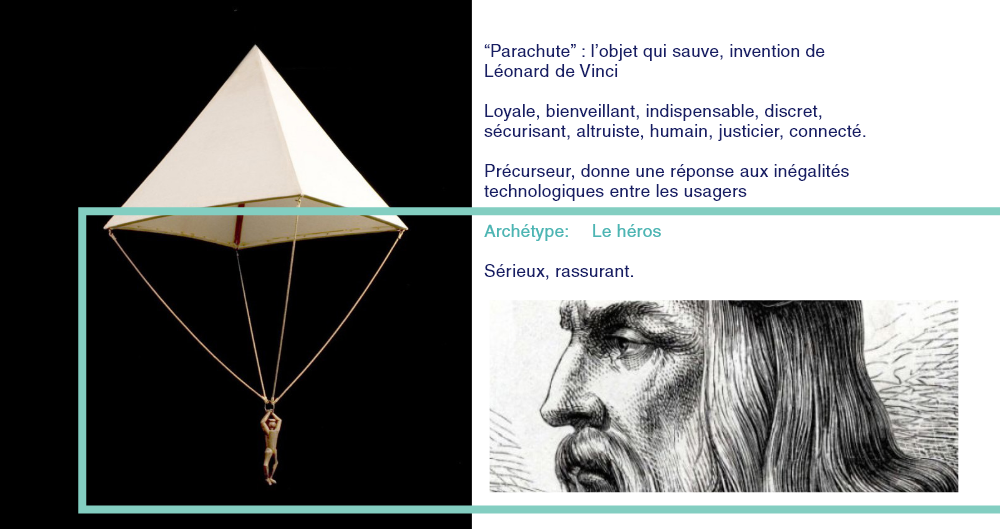 “Parachute” : l’objet qui sauve, invention de
Léonard de Vinci
Loyale, bienveillant, indispensable, discret,
sécurisant, altruiste, humain, justicier, connecté.
Précurseur, donne une réponse aux inégalités
technologiques entre les usagers
Archétype: Le héros
Sérieux, rassurant.